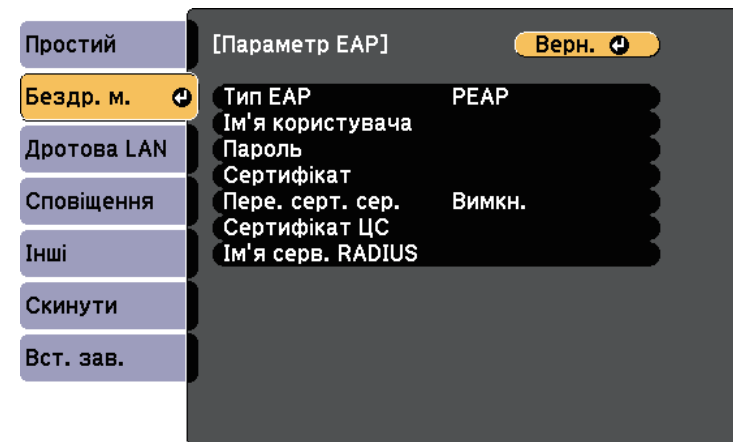 Простий
Бездр. м.
Дротова LAN
Сповіщення
Інші
Скинути
Вст. зав.
[Параметр EAP] Верн.
Тип EAP PEAP
Ім'я користувача
Пароль
Сертифікат
Пере. серт. сер. Вимкн.
Сертифікат ЦС
Ім'я серв. RADIUS